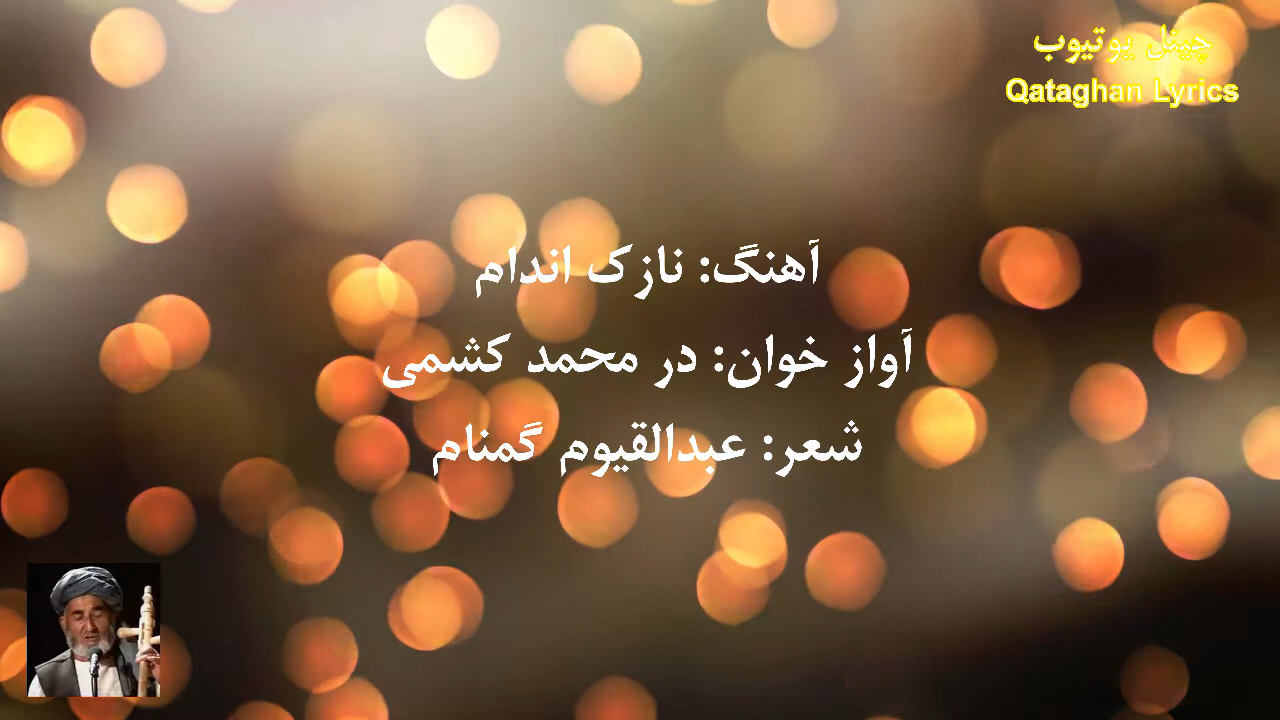 چینل یوتیوب
Qataghan Lyrics
آهنگ: نازک اندام
آواز خوان: در محمد کشمی
شعر: عبدالقیوم گمنام